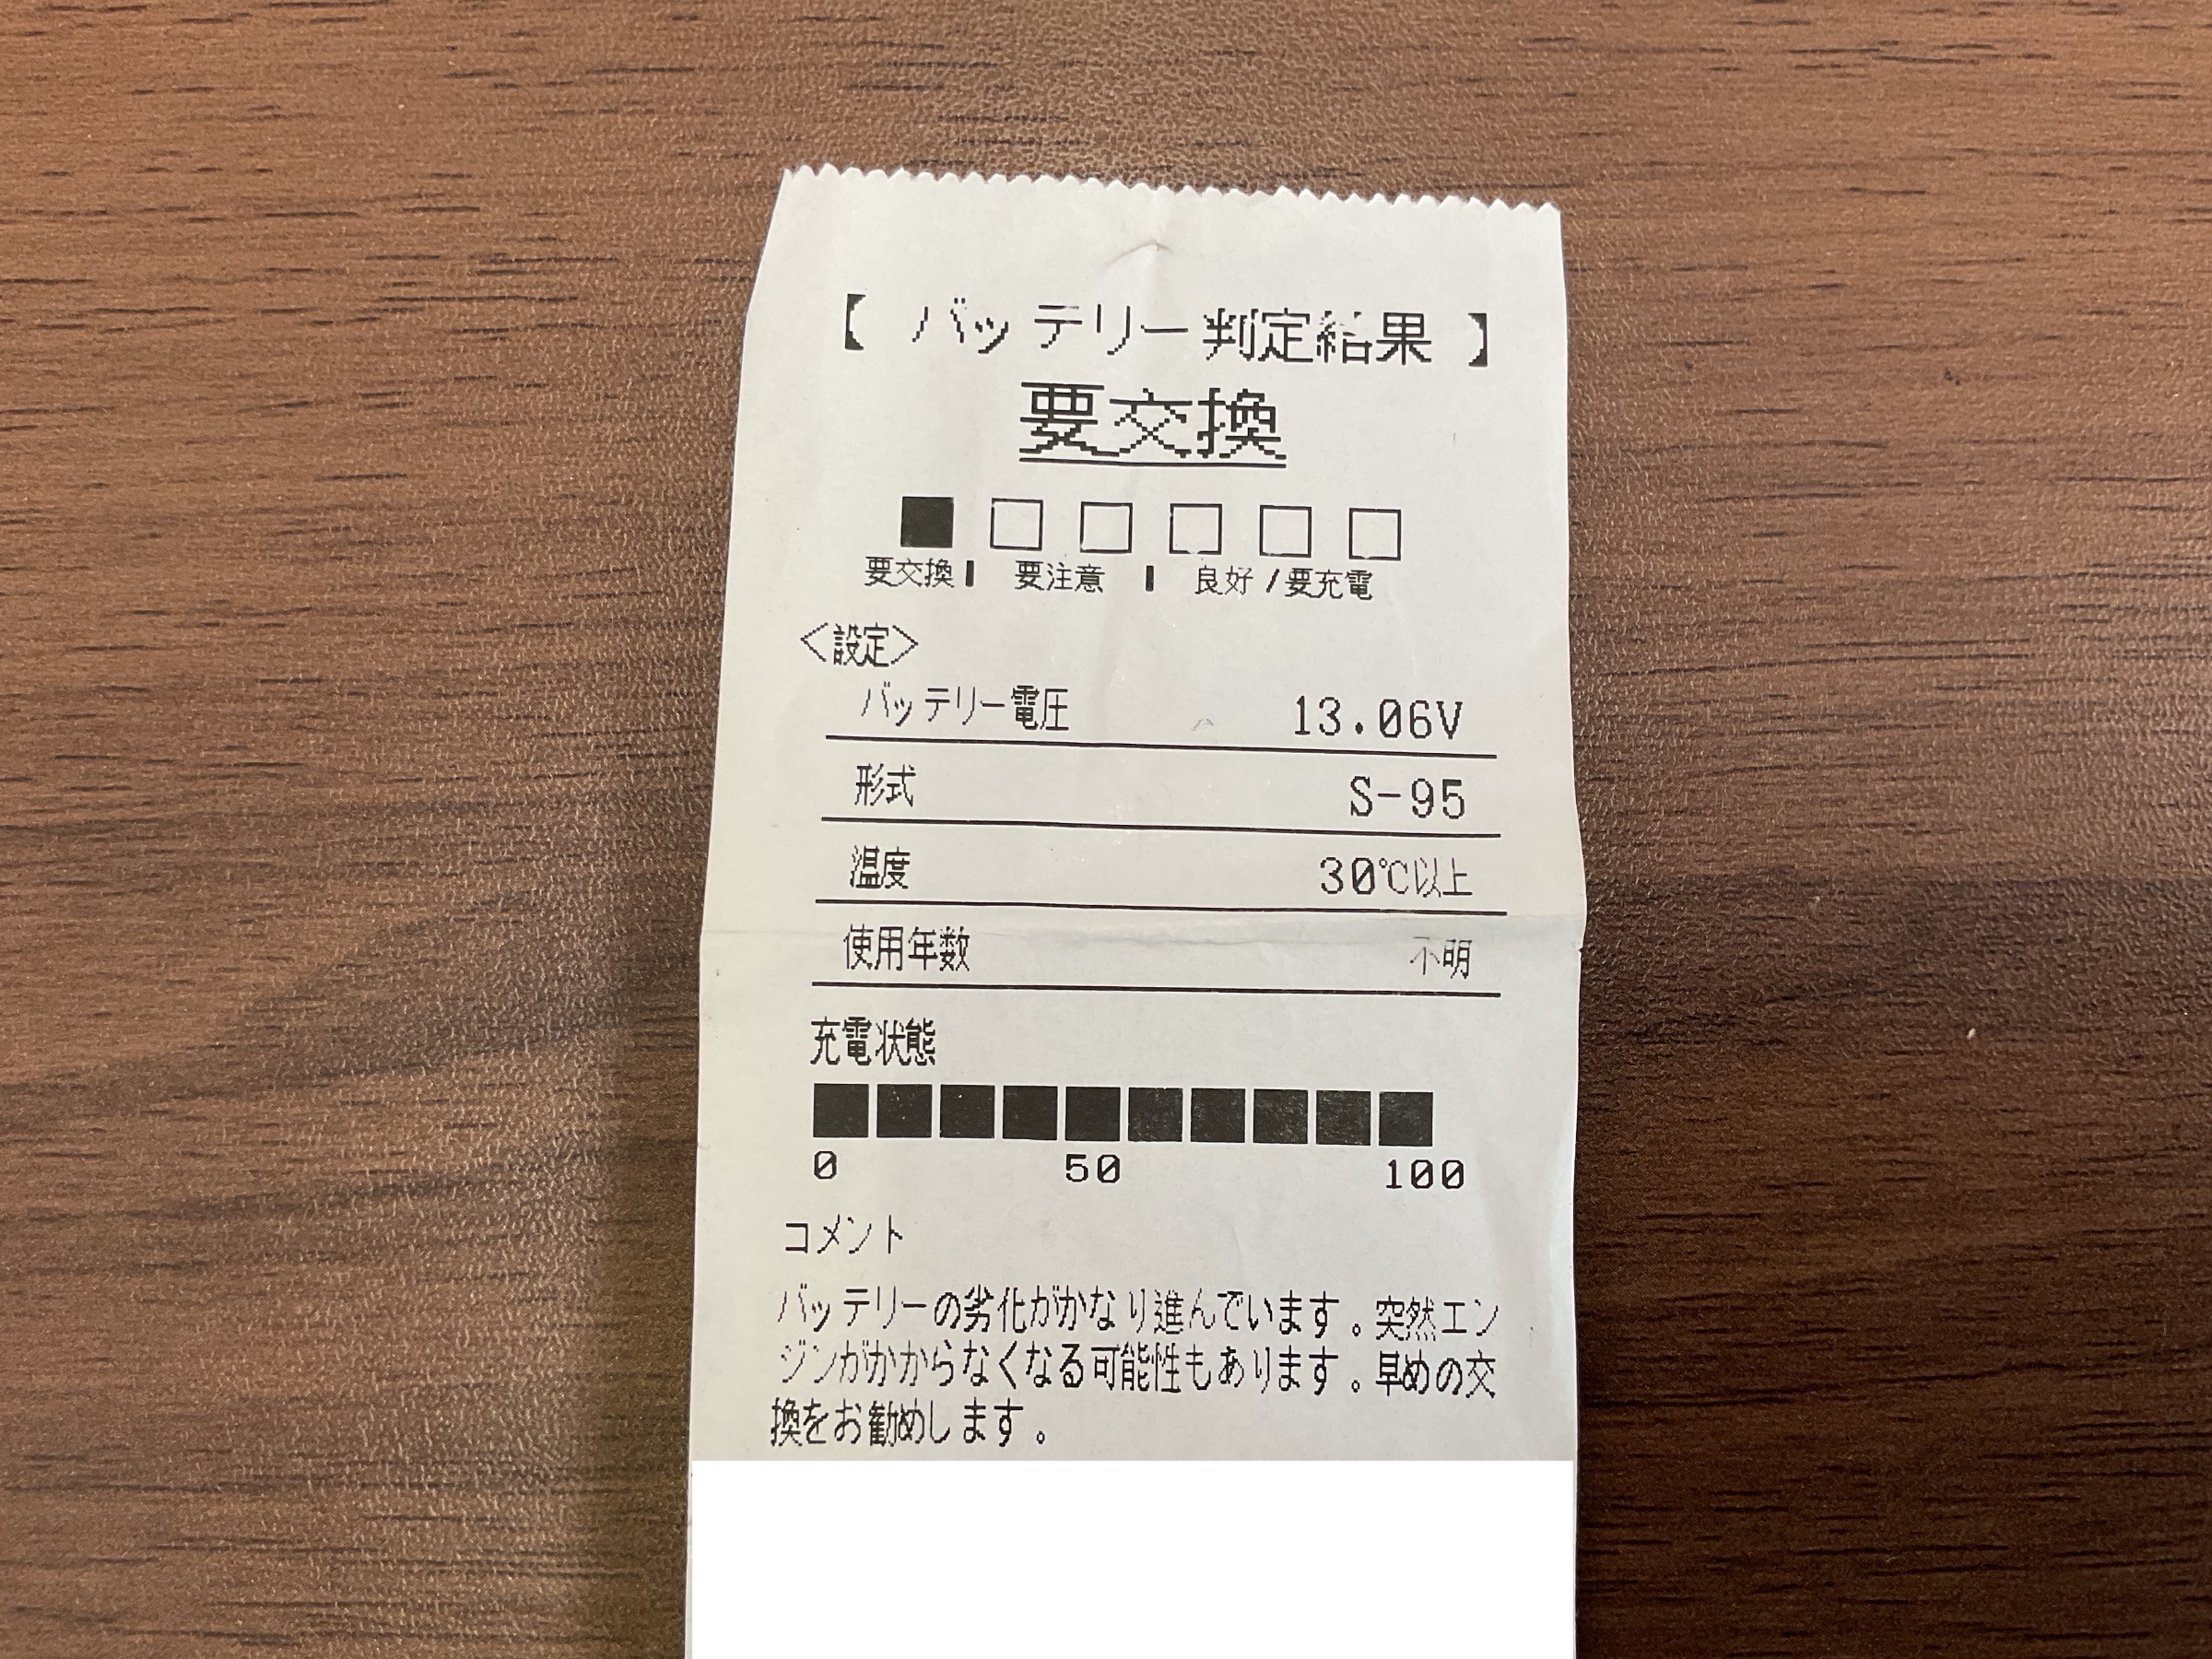 【 バッテリー判定結果 】
要交換
要交換 | 要注意 | 良好/要充電
<設定>
バッテリー電圧 13.06V
形式 S-95
温度 30℃以上
使用年数 不明
充電状態
0 50 100
コメント
バッテリーの劣化がかなり進んでいます。突然エン
ジンがかからなくなる可能性もあります。早めの交
換をお勧めします。